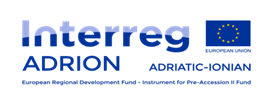 Interreg
EUROPEAN UNION
ADRION ADRIATIC-IONIAN
European Regional Development Fund - Instrument for Pre-Accession II Fund